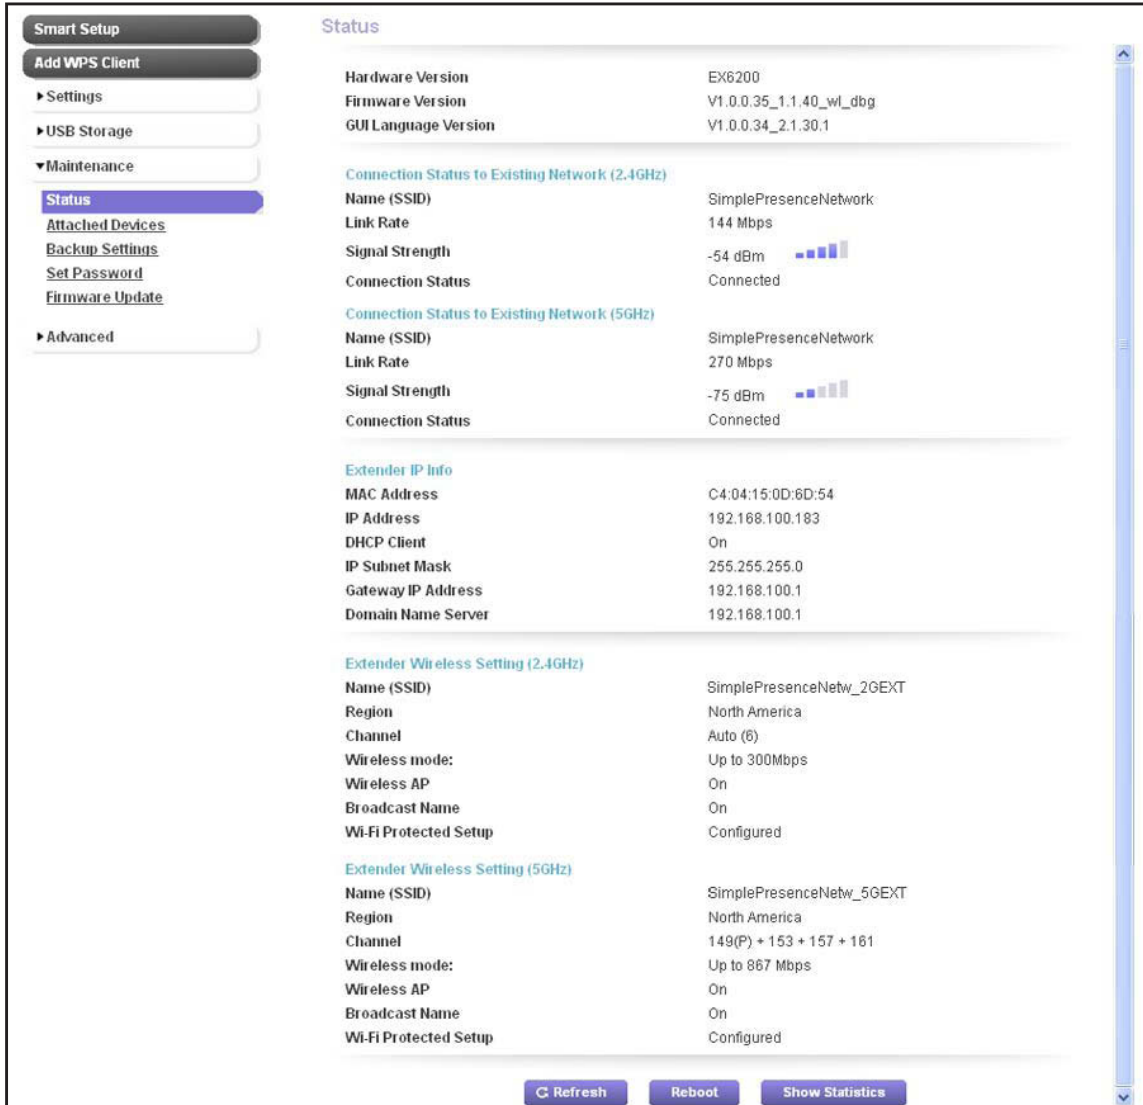 Smart Setup
Add WPS Client
Settings
USB Storage
Maintenance
Status
Attached Devices
Backup Settings
Set Password
Firmware Update
Advanced
Status
Hardware Version EX6200
Firmware Version V1.0.0.35_1.1.40_wl_dbg
GUI Language Version V1.0.0.34_2.1.30.1
Connection Status to Existing Network (2.4GHz)
Name (SSID) SimplePresenceNetwork
Link Rate 144 Mbps
Signal Strength -54 dBm
Connection Status Connected
Connection Status to Existing Network (5GHz)
Name (SSID) SimplePresenceNetwork
Link Rate 270 Mbps
Signal Strength -75 dBm
Connection Status Connected
Extender IP Info
MAC Address C4:04:15:0D:6D:54
IP Address 192.168.100.183
DHCP Client On
IP Subnet Mask 255.255.255.0
Gateway IP Address 192.168.100.1
Domain Name Server 192.168.100.1
Extender Wireless Setting (2.4GHz)
Name (SSID) SimplePresenceNetw_2GEXT
Region North America
Channel Auto (6)
Wireless mode: Up to 300Mbps
Wireless AP On
Broadcast Name On
Wi-Fi Protected Setup Configured
Extender Wireless Setting (5GHz)
Name (SSID) SimplePresenceNetw_5GEXT
Region North America
Channel 149(P) + 153 + 157 + 161
Wireless mode: Up to 867 Mbps
Wireless AP On
Broadcast Name On
Wi-Fi Protected Setup Configured
Refresh Reboot Show Statistics